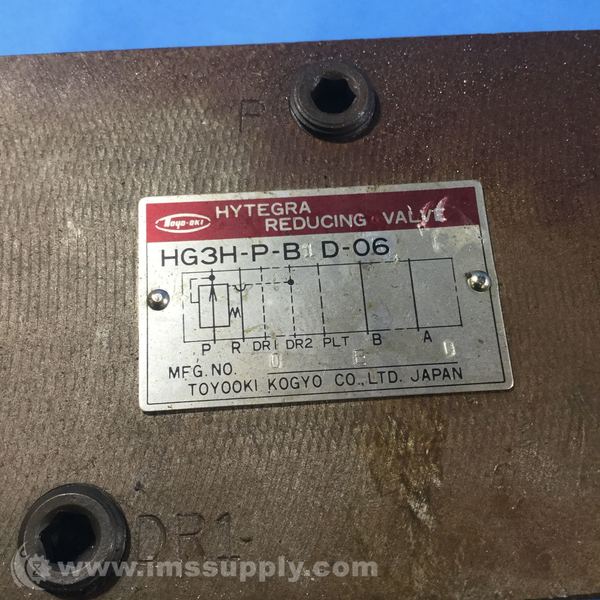 P
Toyo-oki HYTEGRA
REDUCING VALVE
HG3H-P-B1D-06
P R DR1 DR2 PLT B A
MFG. NO. O E D
TOYOOKI KOGYO CO., LTD. JAPAN
DR1
www.imssupply.com